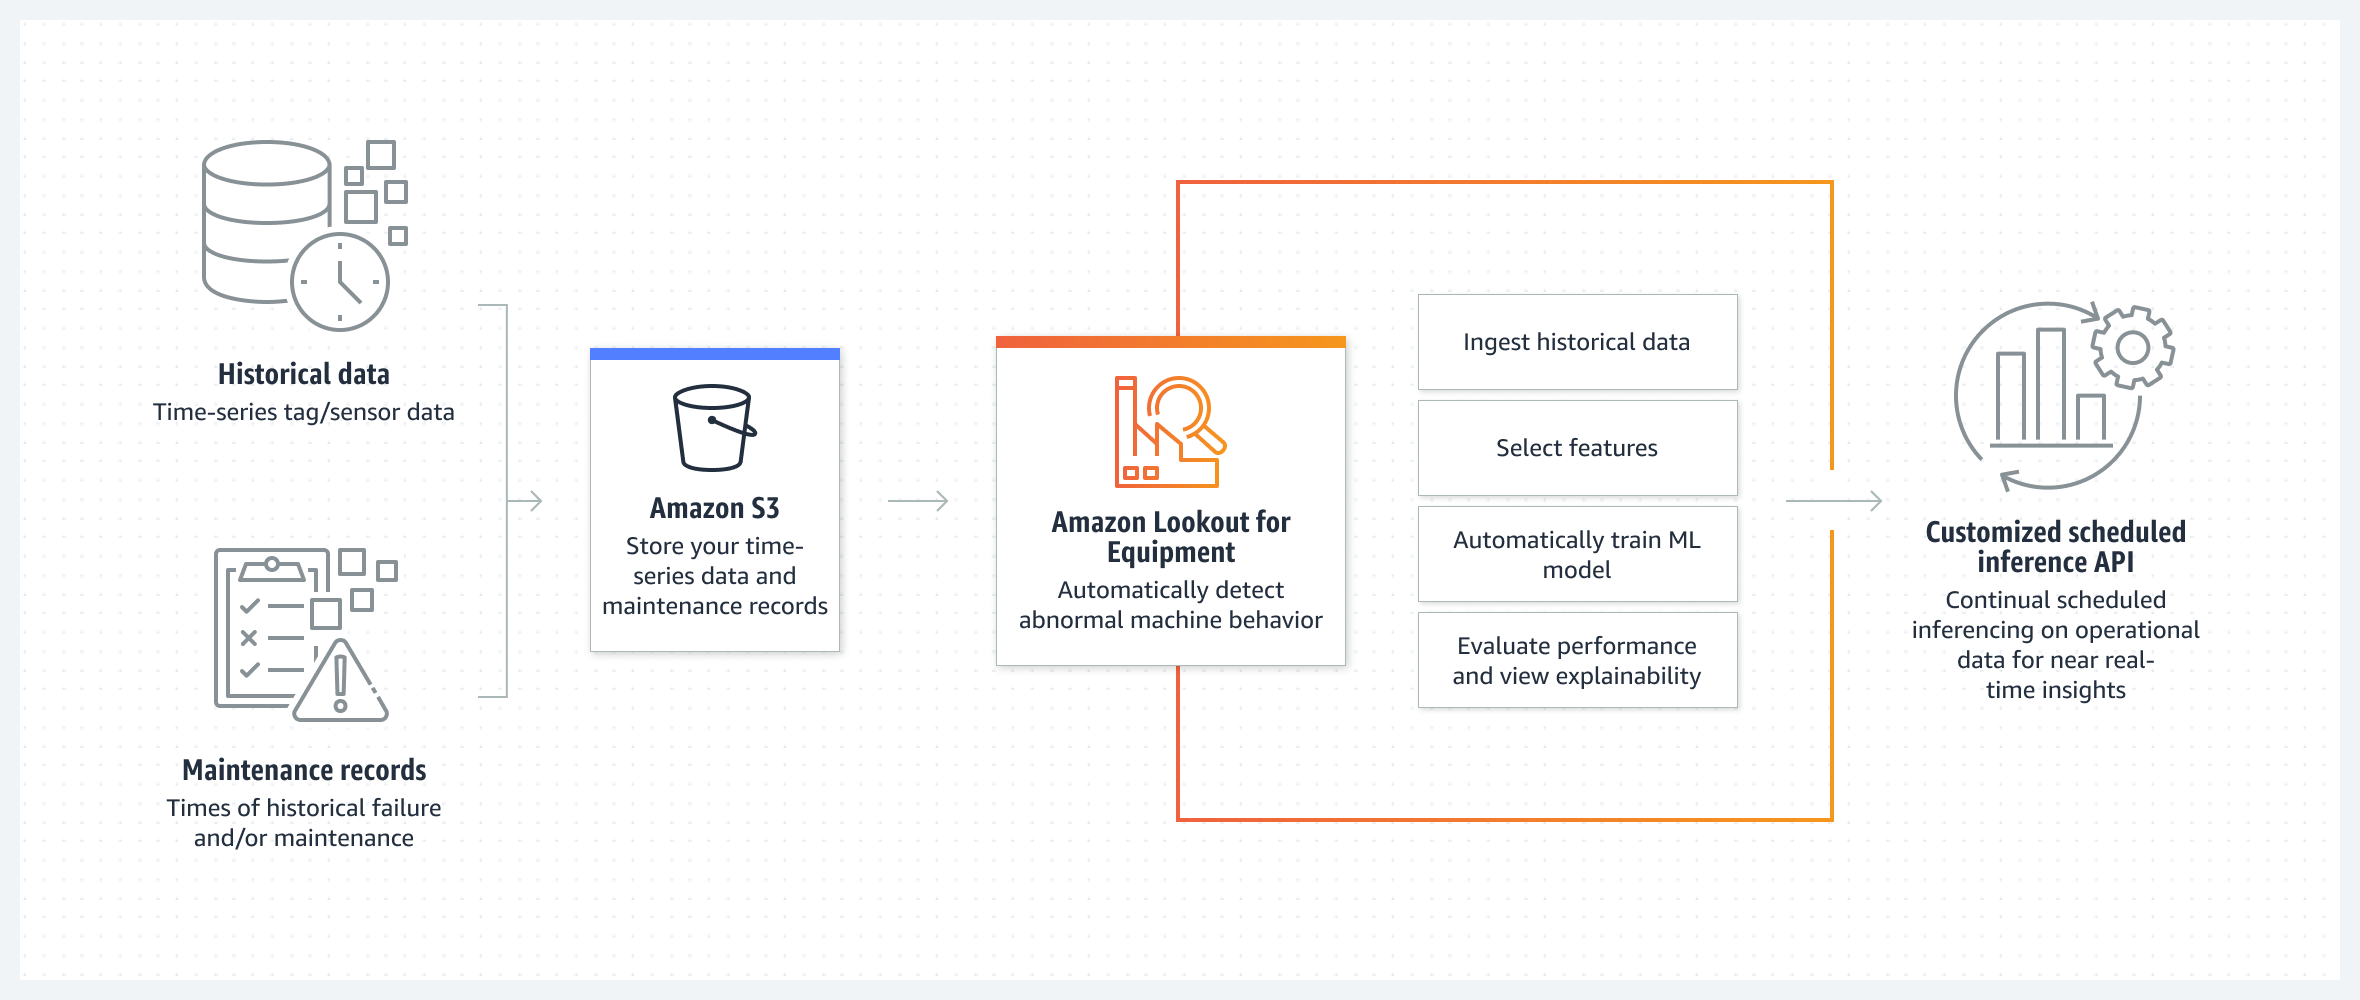 Historical data
Time-series tag/sensor data
Maintenance records
Times of historical failure
and/or maintenance
Amazon S3
Store your time-
series data and
maintenance records
Amazon Lookout for
Equipment
Automatically detect
abnormal machine behavior
Ingest historical data
Select features
Automatically train ML
model
Evaluate performance
and view explainability
Customized scheduled
inference API
Continual scheduled
inferencing on operational
data for near real-
time insights